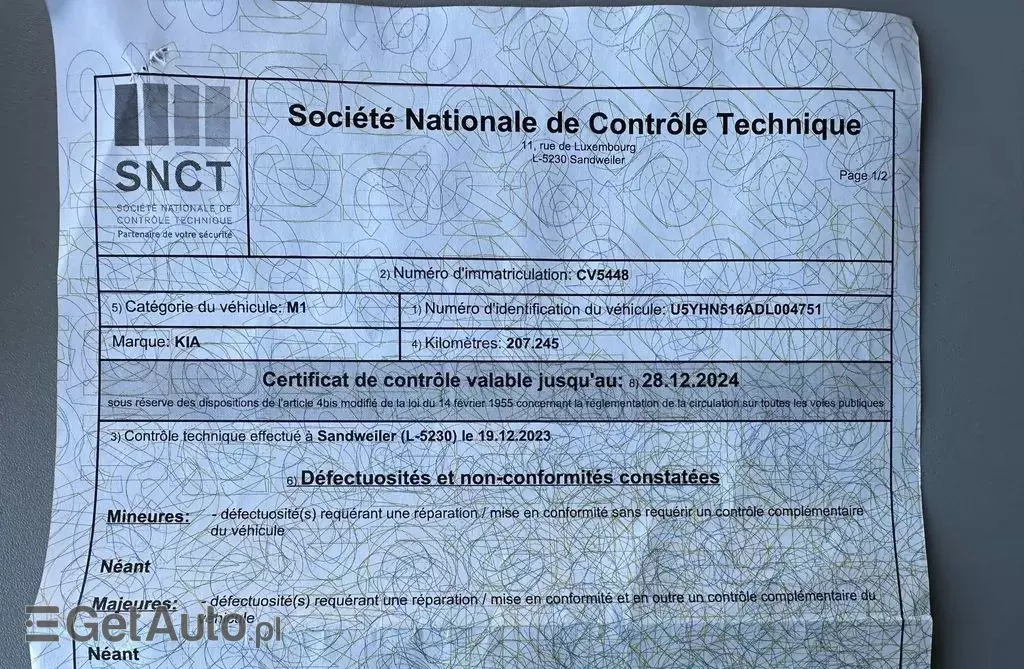 Société Nationale de Contrôle Technique
11, rue de Luxembourg
L-5230 Sandweiler
Page 1/2
SNCT
SOCIÉTÉ NATIONALE DE
CONTRÔLE TECHNIQUE
Partenaire de votre sécurité
2) Numéro d'immatriculation: CV5448
5) Catégorie du véhicule: M1
1) Numéro d'identification du véhicule: U5YHN516ADL004751
Marque: KIA
4) Kilomètres: 207.245
Certificat de contrôle valable jusqu'au: 8) 28.12.2024
sous réserve des dispositions de l'article 4bis modifié de la loi du 14 février 1955 concernant la réglementation de la circulation sur toutes les voies publiques
3) Contrôle technique effectué à Sandweiler (L-5230) le 19.12.2023
6) Défectuosités et non-conformités constatées
Mineures: - défectuosité(s) requérant une réparation / mise en conformité sans requérir un contrôle complémentaire
du véhicule
Néant
Majeures: - défectuosité(s) requérant une réparation / mise en conformité et en outre un contrôle complémentaire du
véhicule
GetAuto.pl
Néant